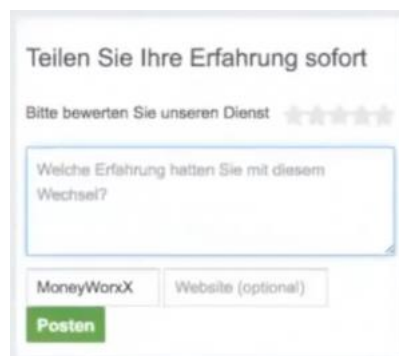 Teilen Sie Ihre Erfahrung sofort
Bitte bewerten Sie unseren Dienst
Welche Erfahrung hatten Sie mit diesem
Wechsel?
MoneyWorxX Website (optional)
Posten